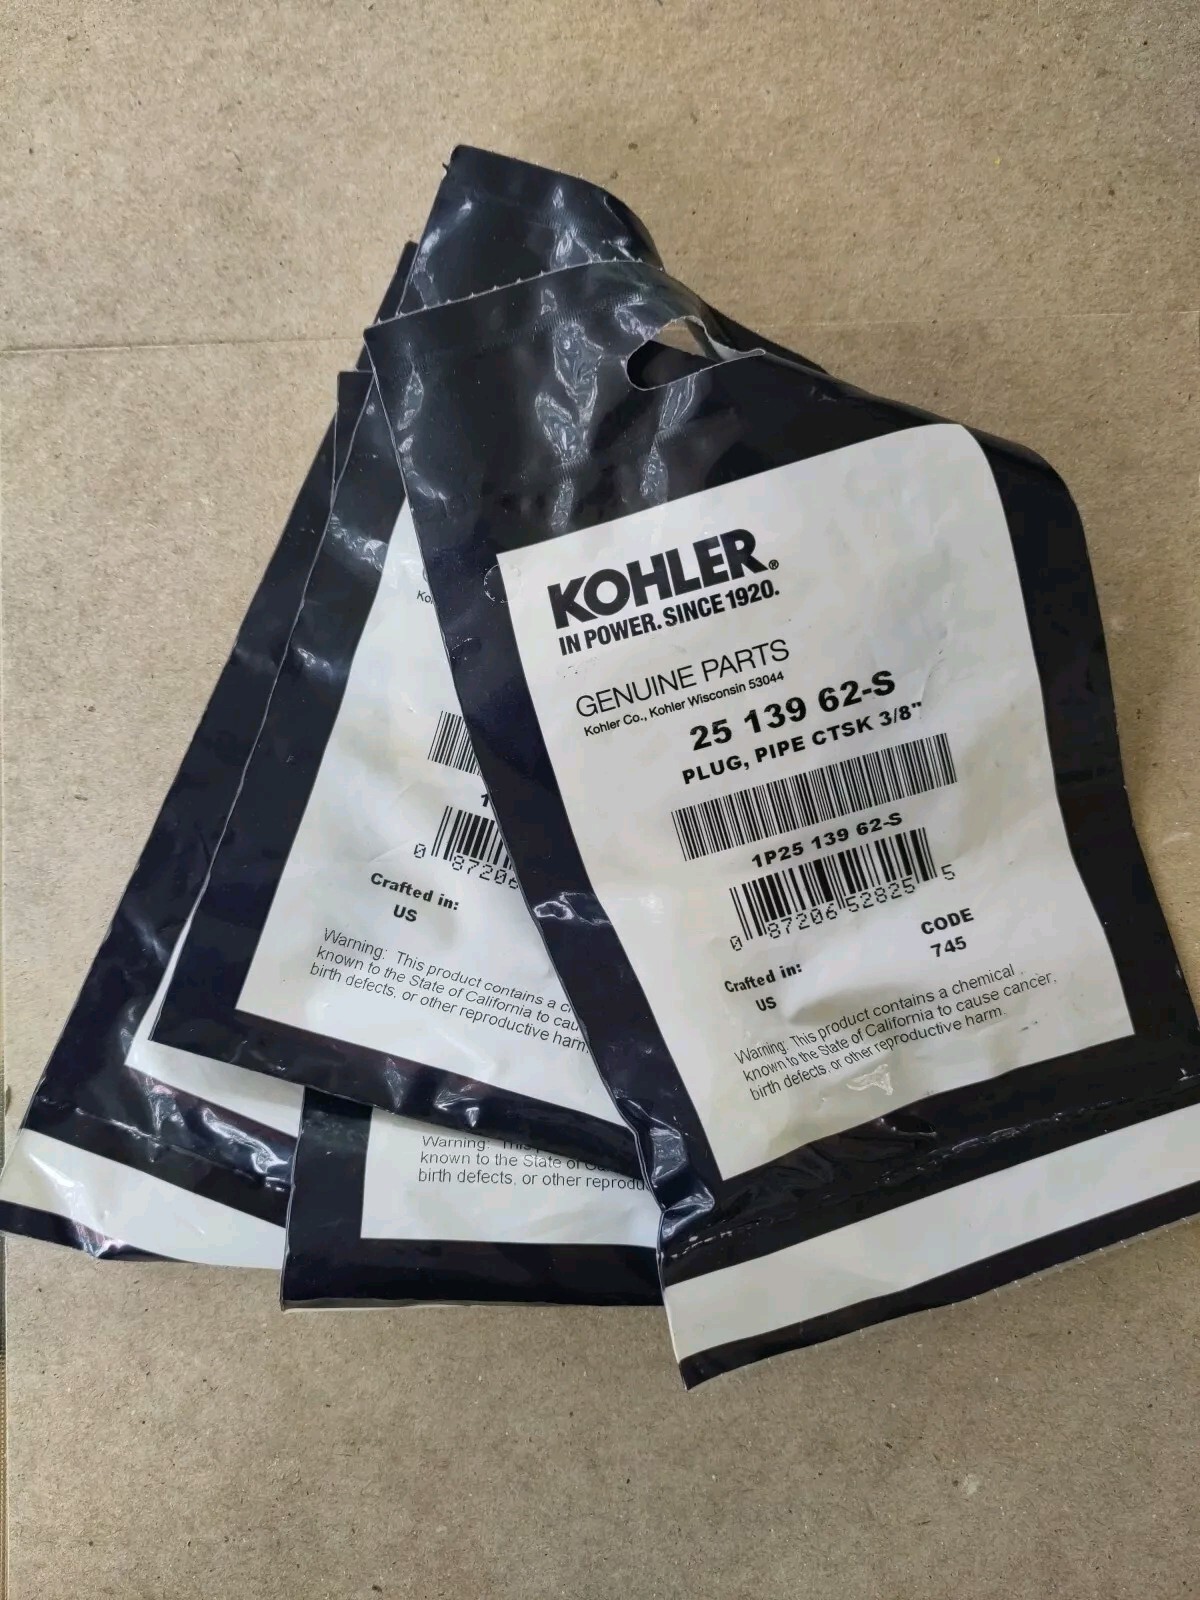 KOHLER®
IN POWER. SINCE 1920.
GENUINE PARTS
Kohler Co., Kohler Wisconsin 53044
25 139 62-S
PLUG, PIPE CTSK 3/8"
1P25 139 62-S
0 87206 52825 5
CODE
745
Crafted in:
US
Warning: This product contains a chemical
known to the State of California to cause cancer,
birth defects, or other reproductive harm.
0 87206
Crafted in:
US
Warning: This product contains a
known to the State of California to
birth defects, or other reproductive harm.
Warning: This
known to the State of
birth defects, or other